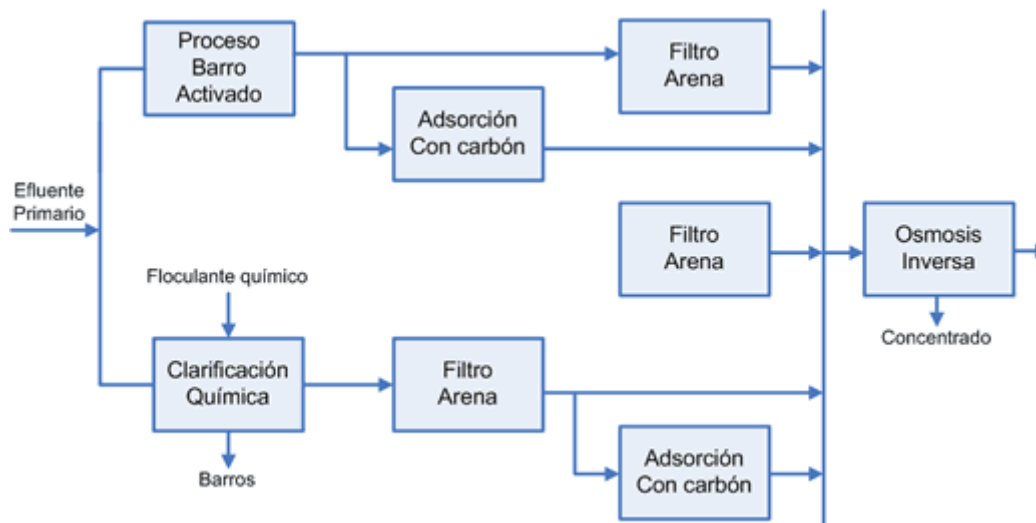 Proceso
Barro
Activado
Filtro
Arena
Adsorción
Con carbón
Efluente
Primario
Filtro
Arena
Osmosis
Inversa
Floculante químico
Concentrado
Clarificación
Química
Filtro
Arena
Adsorción
Con carbón
Barros